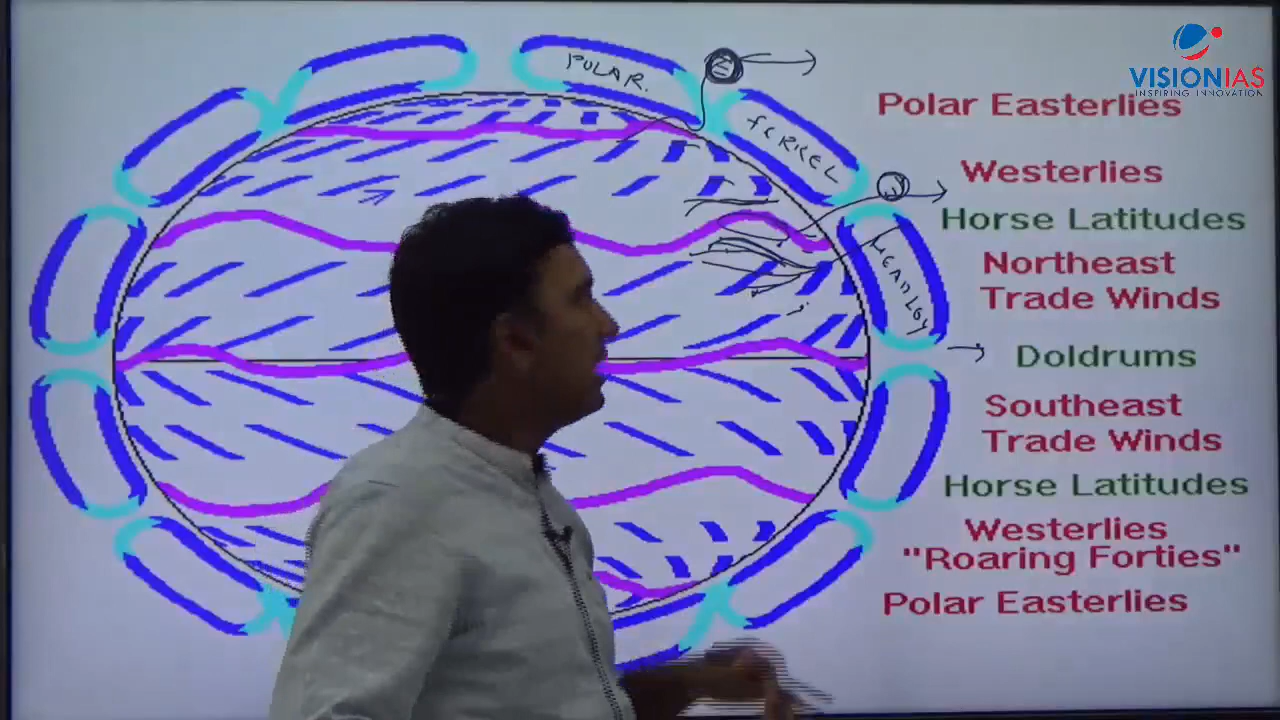 VISIONIAS
INSPIRING INNOVATION
POLAR
Polar Easterlies
FERREL
Westerlies
Horse Latitudes
HEADLEY
Northeast
Trade Winds
Doldrums
Southeast
Trade Winds
Horse Latitudes
Westerlies
"Roaring Forties"
Polar Easterlies